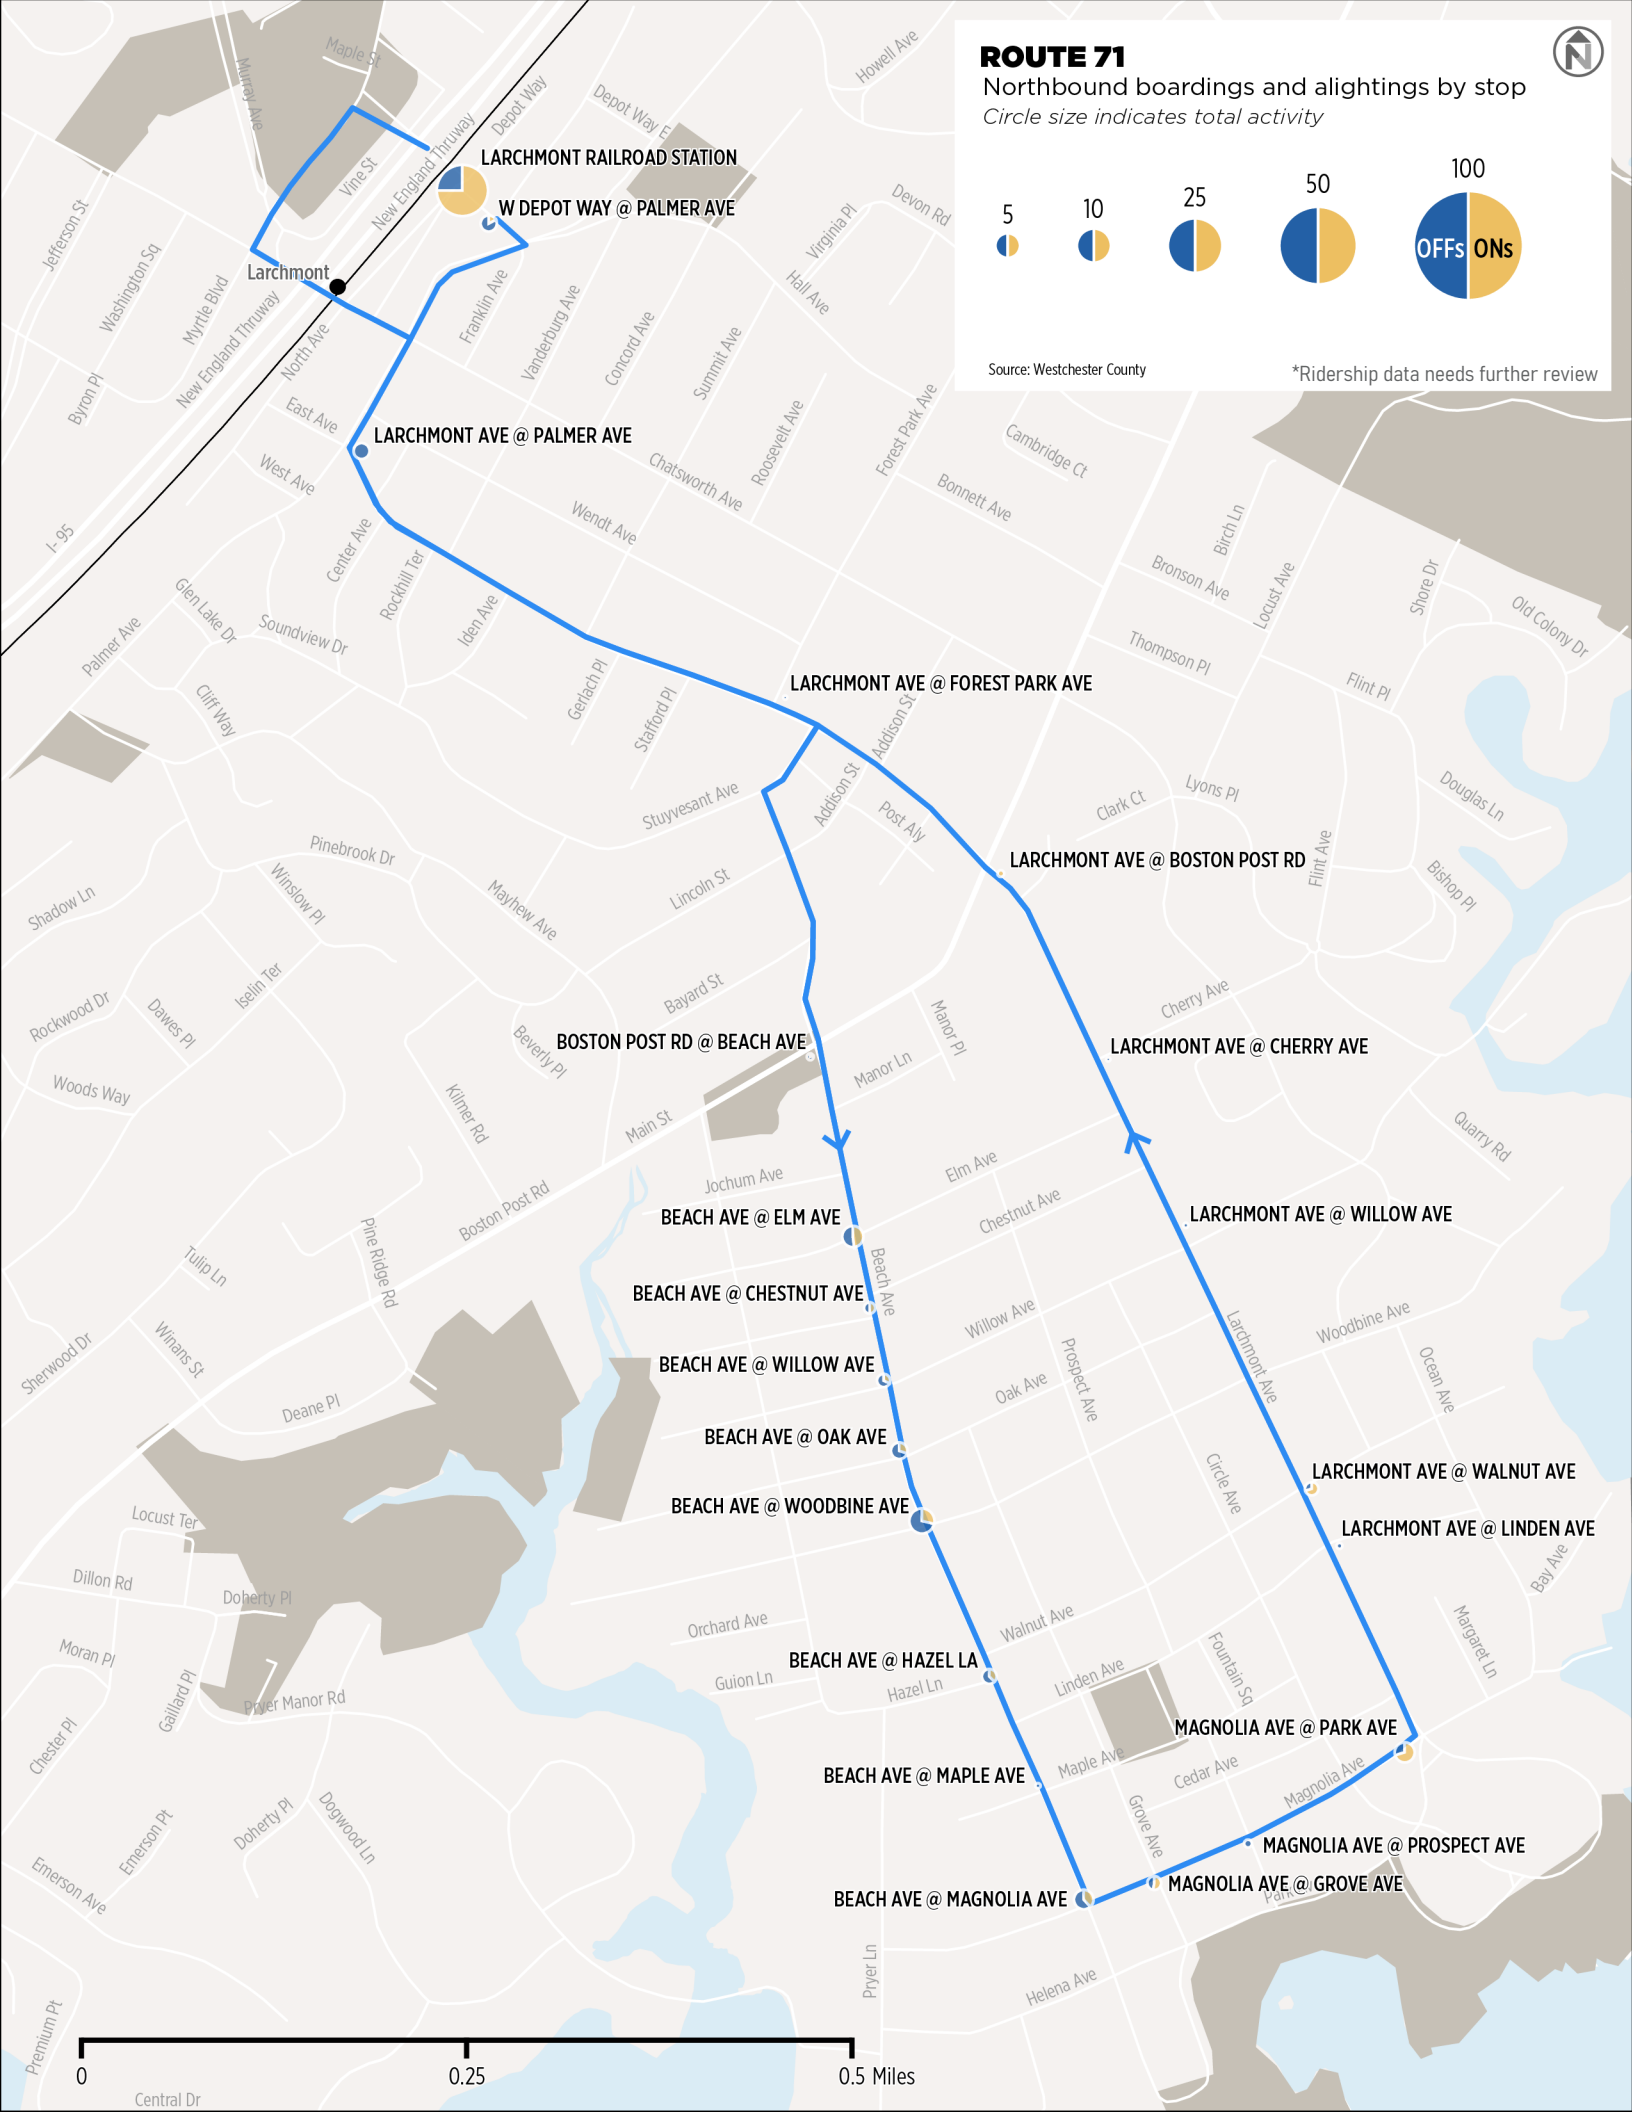 ROUTE 71
Northbound boardings and alightings by stop
Circle size indicates total activity
N
5
10
25
50
100
OFFs
ONs
Source: Westchester County
*Ridership data needs further review
Maple St
Murray Ave
Howell Ave
Depot Way
Depot Way E
New England Thruway
LARCHMONT RAILROAD STATION
Vine St
W DEPOT WAY @ PALMER AVE
Devon Rd
Virginia Pl
Jefferson St
Washington Sq
Myrtle Blvd
Larchmont
Hall Ave
Franklin Ave
Vanderburg Ave
Concord Ave
Summit Ave
New England Thruway
North Ave
Byron Pl
East Ave
LARCHMONT AVE @ PALMER AVE
Roosevelt Ave
Forest Park Ave
Cambridge Ct
West Ave
Chatsworth Ave
Bonnett Ave
Wendt Ave
I- 95
Center Ave
Rockhill Ter
Birch Ln
Bronson Ave
Locust Ave
Shore Dr
Old Colony Dr
Glen Lake Dr
Soundview Dr
Iden Ave
Palmer Ave
Thompson Pl
Flint Pl
LARCHMONT AVE @ FOREST PARK AVE
Gerlach Pl
Stafford Pl
Cliff Way
Addison St
Addison St
Stuyvesant Ave
Post Aly
Clark Ct
Lyons Pl
Douglas Ln
Pinebrook Dr
LARCHMONT AVE @ BOSTON POST RD
Flint Ave
Bishop Pl
Lincoln St
Winslow Pl
Mayhew Ave
Shadow Ln
Iselin Ter
Bayard St
Cherry Ave
Rockwood Dr
Dawes Pl
Beverly Pl
Manor Pl
BOSTON POST RD @ BEACH AVE
LARCHMONT AVE @ CHERRY AVE
Manor Ln
Woods Way
Kilmer Rd
Main St
Quarry Rd
Jochum Ave
Elm Ave
Boston Post Rd
Chestnut Ave
BEACH AVE @ ELM AVE
LARCHMONT AVE @ WILLOW AVE
Tulip Ln
Pine Ridge Rd
Beach Ave
BEACH AVE @ CHESTNUT AVE
Willow Ave
Larchmont Ave
Woodbine Ave
Winans St
Sherwood Dr
BEACH AVE @ WILLOW AVE
Prospect Ave
Oak Ave
Ocean Ave
Deane Pl
BEACH AVE @ OAK AVE
Circle Ave
LARCHMONT AVE @ WALNUT AVE
BEACH AVE @ WOODBINE AVE
Locust Ter
LARCHMONT AVE @ LINDEN AVE
Bay Ave
Dillon Rd
Doherty Pl
Orchard Ave
Walnut Ave
Margaret Ln
Moran Pl
BEACH AVE @ HAZEL LA
Guion Ln
Hazel Ln
Linden Ave
Fountain Sq
Gaillard Pl
Pryer Manor Rd
MAGNOLIA AVE @ PARK AVE
Chester Pl
BEACH AVE @ MAPLE AVE
Maple Ave
Cedar Ave
Magnolia Ave
Emerson Pt
Doherty Pl
Dogwood Ln
Grove Ave
MAGNOLIA AVE @ PROSPECT AVE
Emerson Ave
BEACH AVE @ MAGNOLIA AVE
MAGNOLIA AVE @ GROVE AVE
Pryer Ln
Helena Ave
Premium Pt
0
0.25
0.5 Miles
Central Dr